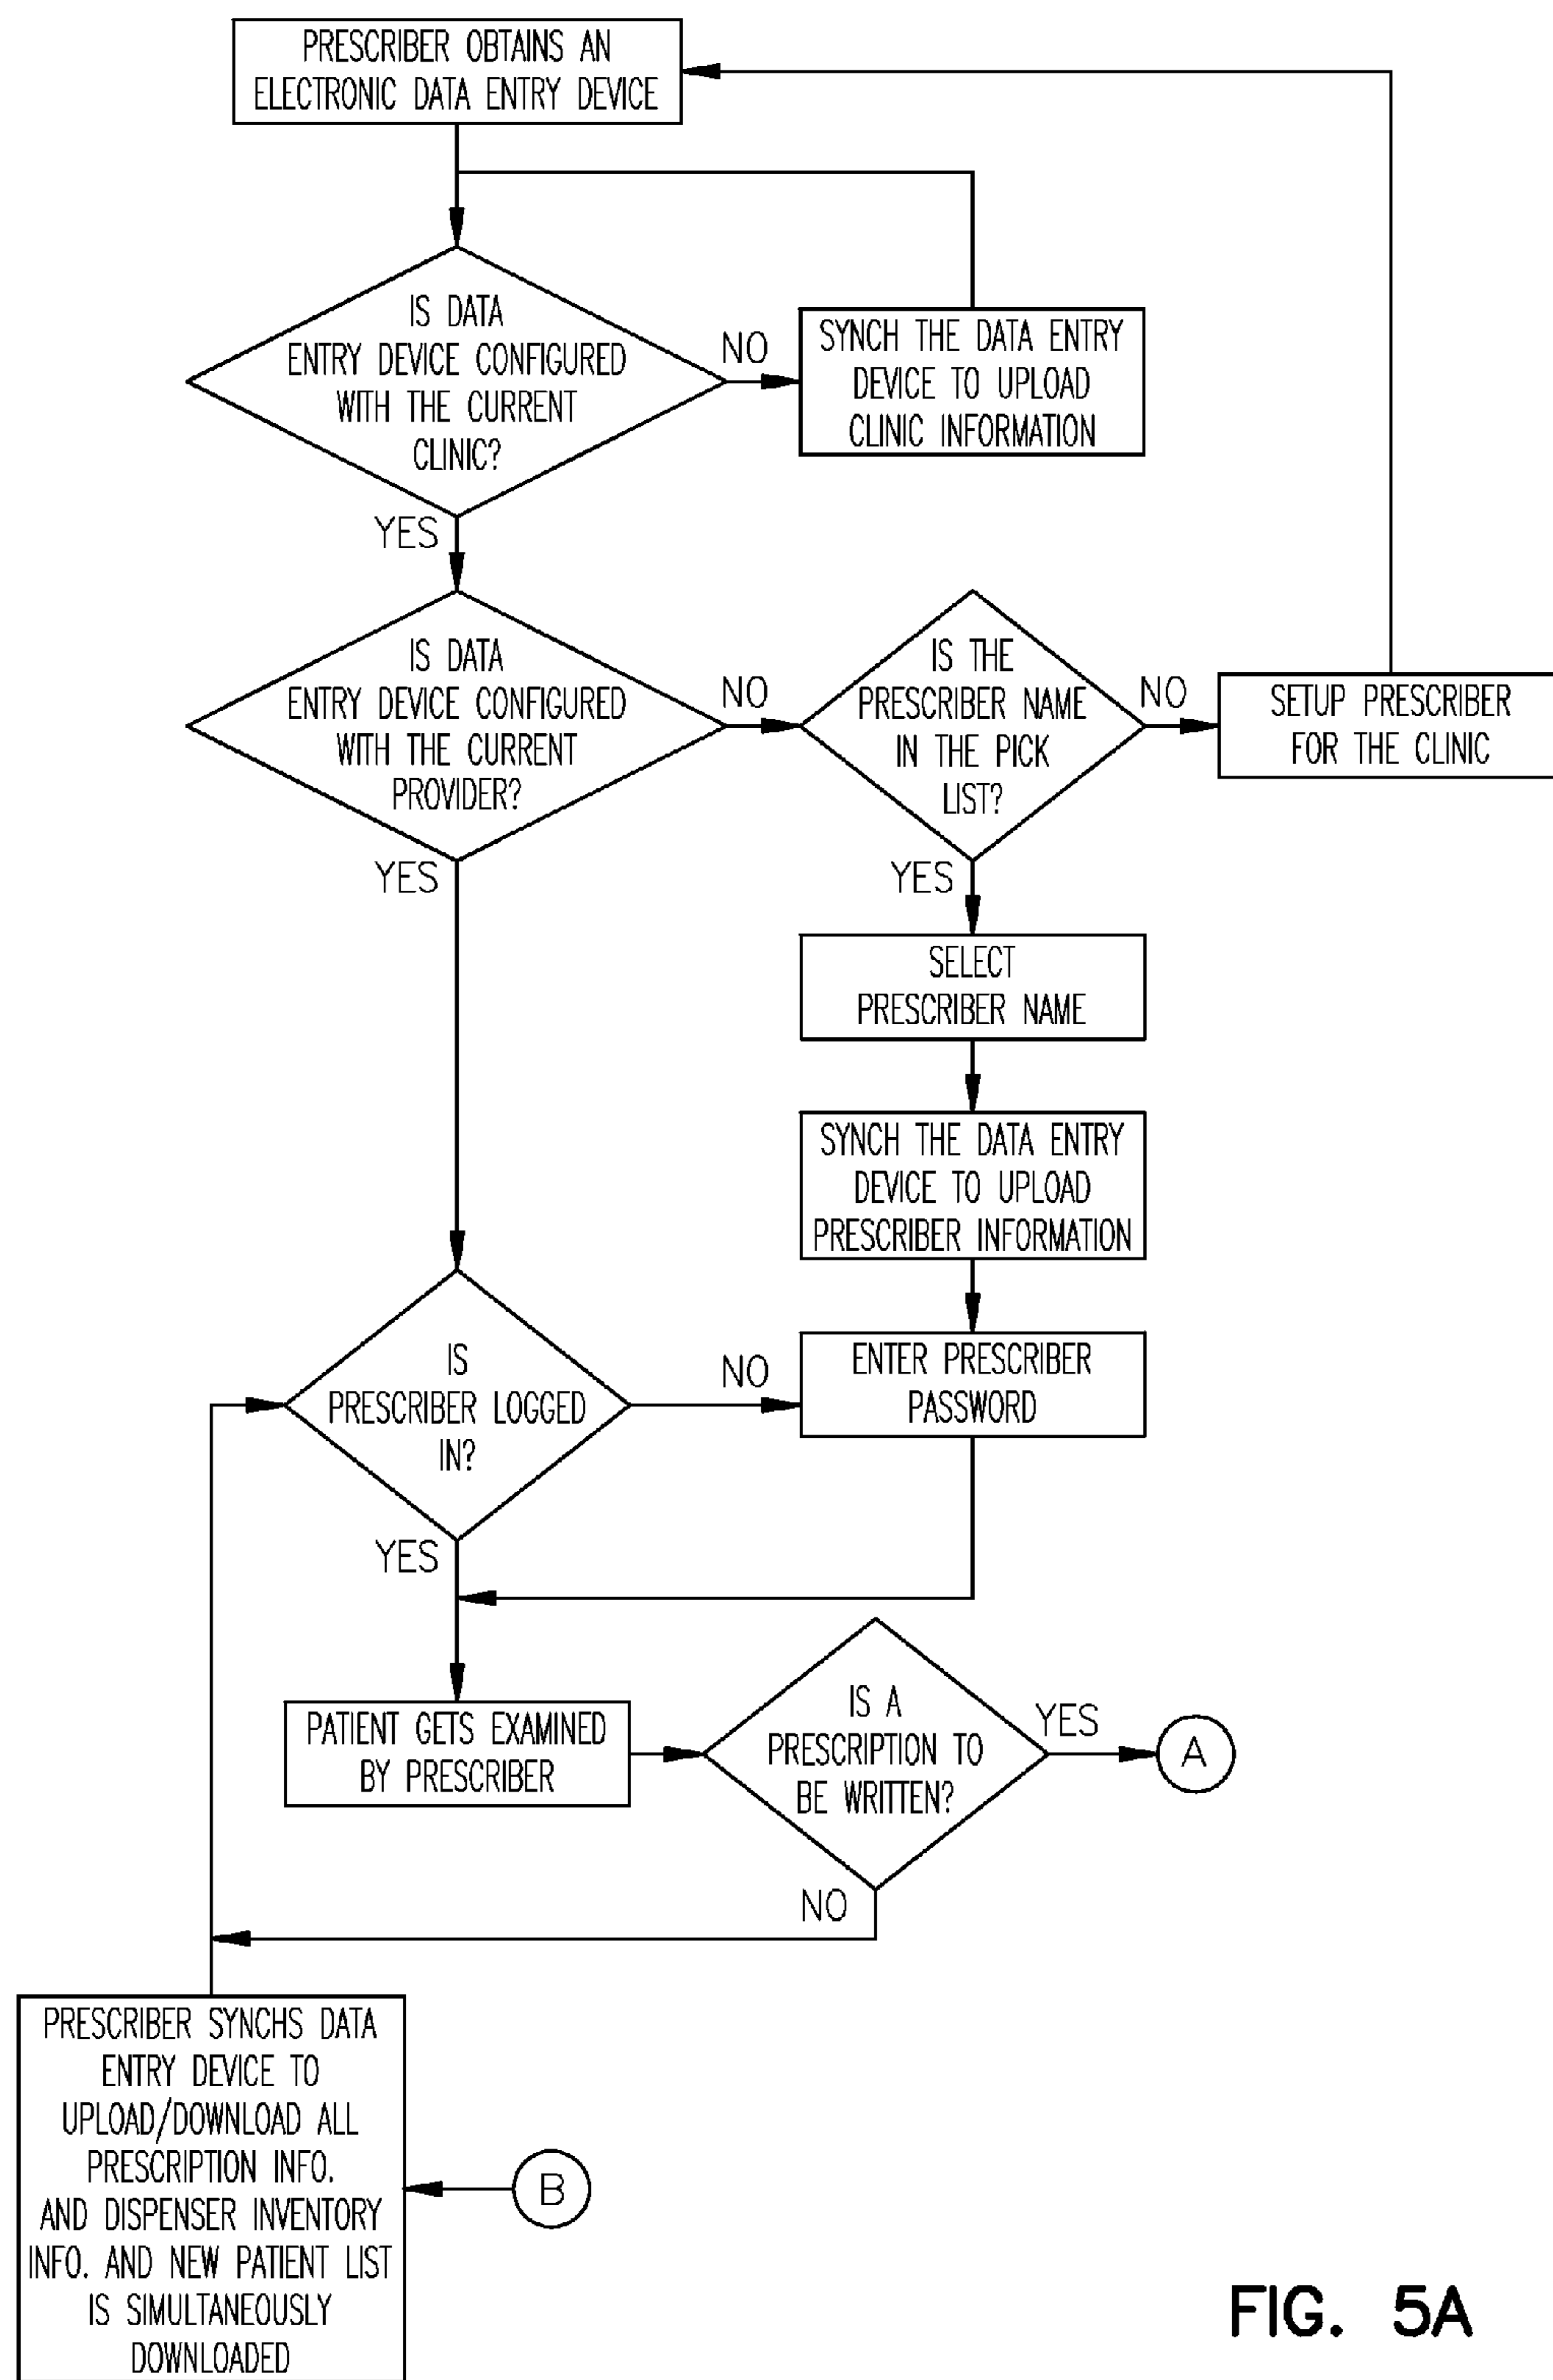 PRESCRIBER OBTAINS AN
ELECTRONIC DATA ENTRY DEVICE
IS DATA
ENTRY DEVICE CONFIGURED
WITH THE CURRENT
CLINIC?
NO
SYNCH THE DATA ENTRY
DEVICE TO UPLOAD
CLINIC INFORMATION
YES
IS DATA
ENTRY DEVICE CONFIGURED
WITH THE CURRENT
PROVIDER?
NO
IS THE
PRESCRIBER NAME
IN THE PICK
LIST?
NO
SETUP PRESCRIBER
FOR THE CLINIC
YES
YES
SELECT
PRESCRIBER NAME
SYNCH THE DATA ENTRY
DEVICE TO UPLOAD
PRESCRIBER INFORMATION
IS
PRESCRIBER LOGGED
IN?
NO
ENTER PRESCRIBER
PASSWORD
YES
PATIENT GETS EXAMINED
BY PRESCRIBER
IS A
PRESCRIPTION TO
BE WRITTEN?
YES
A
NO
PRESCRIBER SYNCHS DATA
ENTRY DEVICE TO
UPLOAD/DOWNLOAD ALL
PRESCRIPTION INFO.
AND DISPENSER INVENTORY
INFO. AND NEW PATIENT LIST
IS SIMULTANEOUSLY
DOWNLOADED
B
FIG. 5A